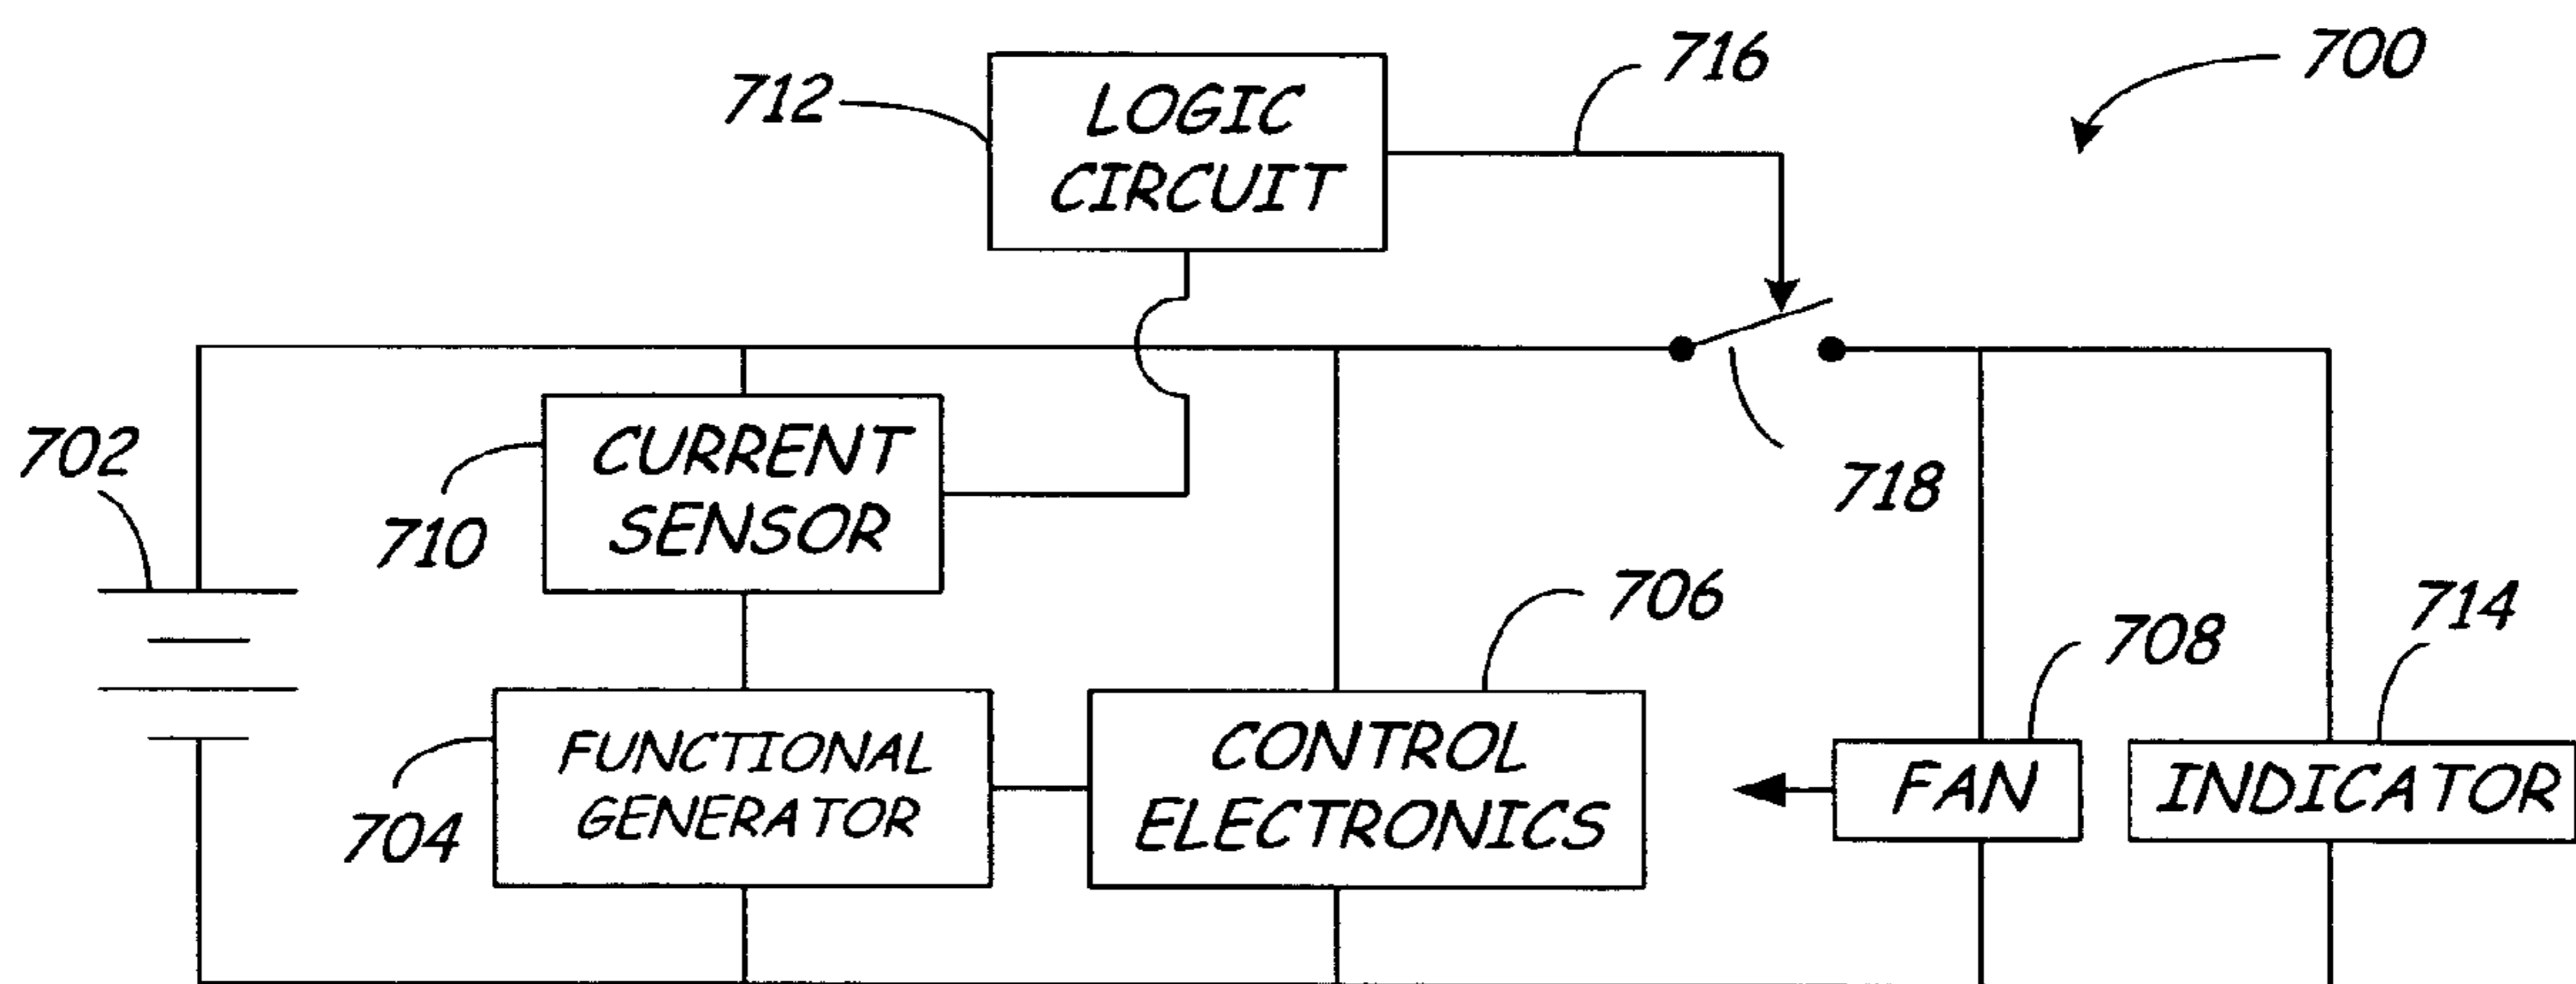 700
716
712
LOGIC
CIRCUIT
702
CURRENT
SENSOR
710
718
706
714
708
FUNCTIONAL
GENERATOR
704
CONTROL
ELECTRONICS
FAN
INDICATOR